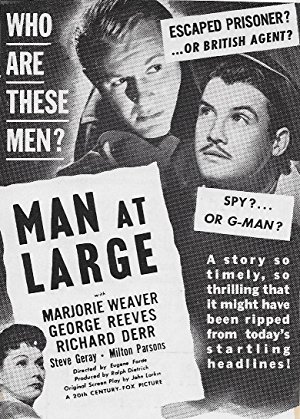 WHO
ARE
THESE
MEN?
ESCAPED PRISONER?
...OR BRITISH AGENT?
SPY?...
OR G-MAN?
MAN AT
LARGE
with
MARJORIE WEAVER
GEORGE REEVES
RICHARD DERR
Steve Geray · Milton Parsons
Directed by Eugene Forde
Produced by Ralph Dietrich
Original Screen Play by John Larkin
A 20th CENTURY-FOX PICTURE
A story so
timely, so
thrilling that
it might have
been ripped
from today's
startling
headlines!